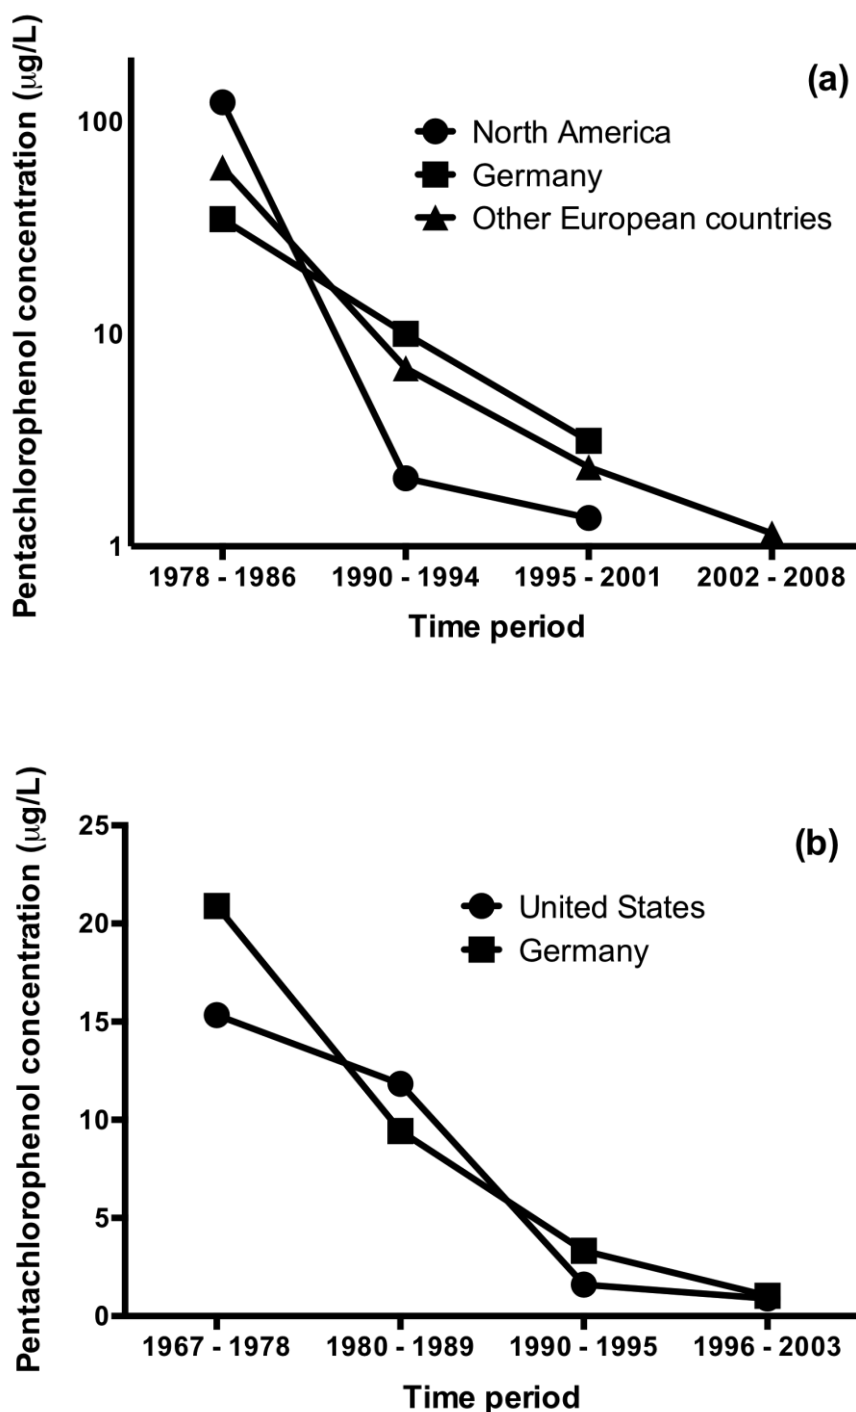 (a)
Pentachlorophenol concentration (μg/L)
100
10
1
North America
Germany
Other European countries
1978 - 1986
1990 - 1994
1995 - 2001
2002 - 2008
Time period
(b)
Pentachlorophenol concentration (μg/L)
25
20
15
10
5
0
United States
Germany
1967 - 1978
1980 - 1989
1990 - 1995
1996 - 2003
Time period